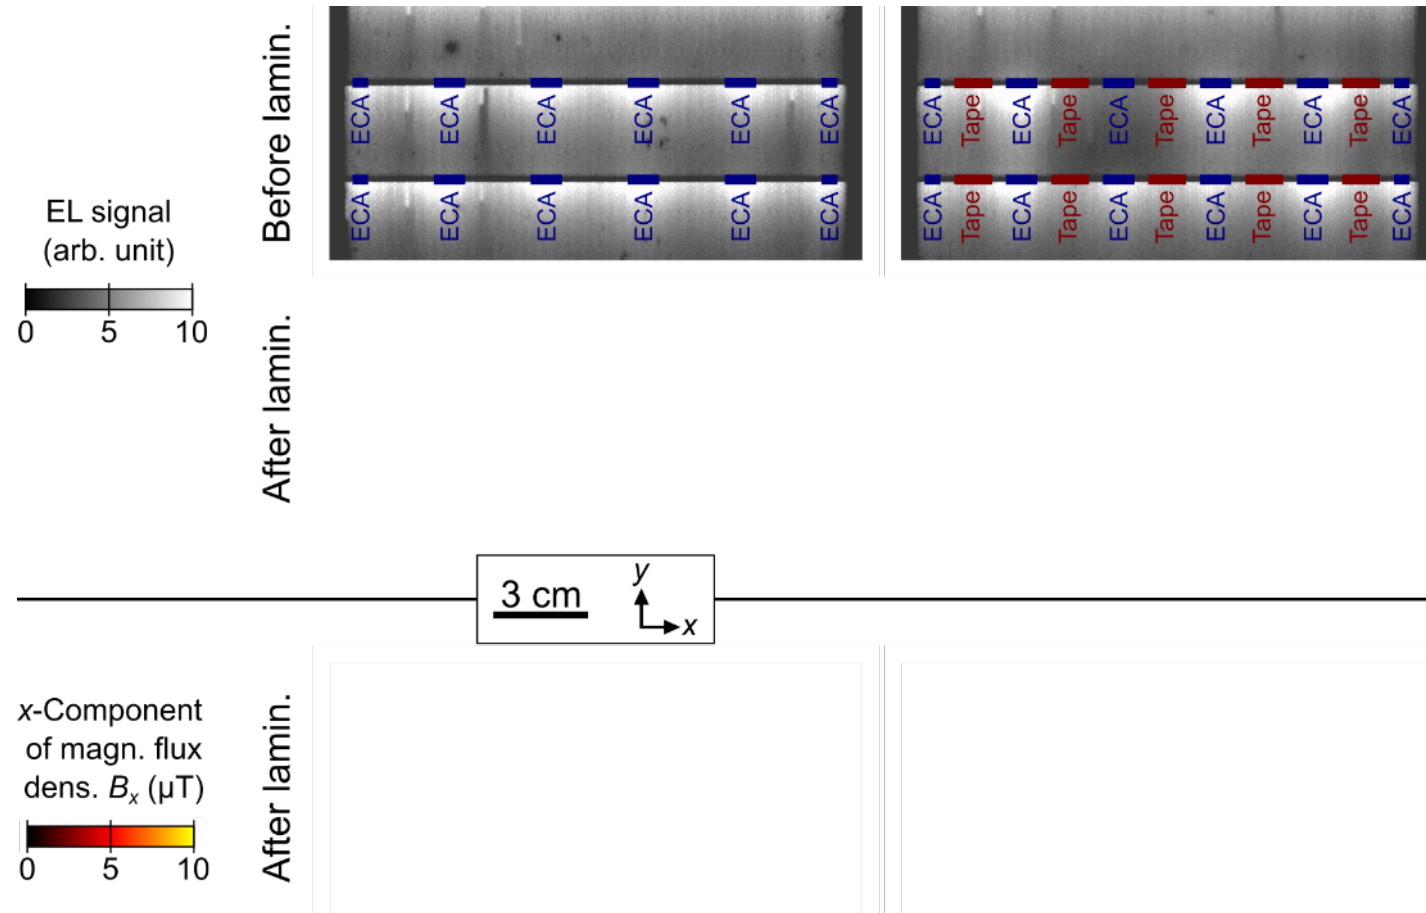 Before lamin.
ECA ECA ECA ECA ECA ECA
ECA ECA ECA ECA ECA ECA
ECA Tape ECA Tape ECA Tape ECA Tape ECA Tape ECA
ECA Tape ECA Tape ECA Tape ECA Tape ECA Tape ECA
EL signal
(arb. unit)
0 5 10
After lamin.
3 cm
y
x
x-Component
of magn. flux
dens. Bx (µT)
0 5 10
After lamin.